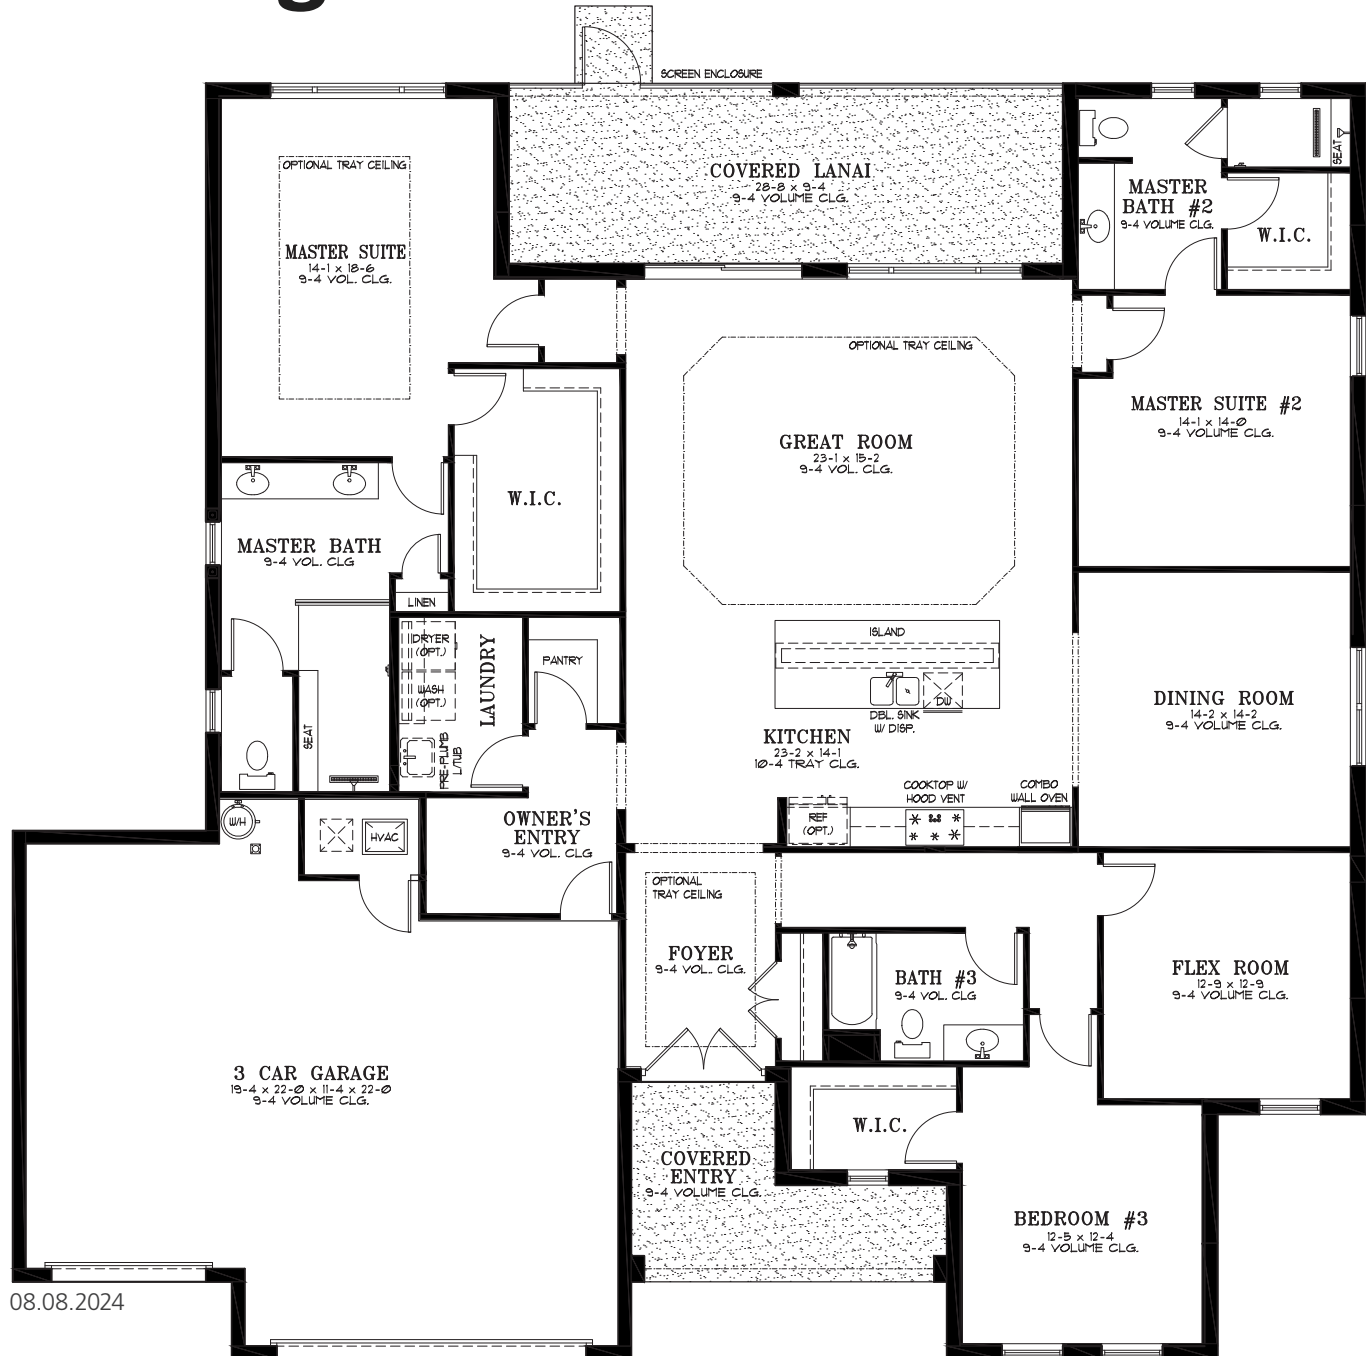 g
SCREEN ENCLOSURE
OPTIONAL TRAY CEILING
MASTER SUITE
14-1 x 18-6
9-4 VOL. CLG.
COVERED LANAI
28-8 x 9-4
9-4 VOLUME CLG.
SEAT
MASTER
BATH #2
9-4 VOLUME CLG.
W.I.C.
OPTIONAL TRAY CEILING
GREAT ROOM
23-1 x 15-2
9-4 VOL. CLG.
MASTER SUITE #2
14-1 x 14-0
9-4 VOLUME CLG.
W.I.C.
MASTER BATH
9-4 VOL. CLG
LINEN
DRYER
(OPT.)
WASH
(OPT.)
LAUNDRY
PRE-PLUMB
L/TUB
PANTRY
SEAT
ISLAND
DW
DBL. SINK
W/ DISP.
KITCHEN
23-2 x 14-1
10-4 TRAY CLG.
DINING ROOM
14-2 x 14-2
9-4 VOLUME CLG.
COOKTOP W/
HOOD VENT
COMBO
WALL OVEN
REF
(OPT.)
W/H
HVAC
OWNER'S
ENTRY
9-4 VOL. CLG
OPTIONAL
TRAY CEILING
FOYER
9-4 VOL. CLG.
BATH #3
9-4 VOL. CLG
FLEX ROOM
12-9 x 12-9
9-4 VOLUME CLG.
3 CAR GARAGE
19-4 x 22-0 x 11-4 x 22-0
9-4 VOLUME CLG.
W.I.C.
COVERED
ENTRY
9-4 VOLUME CLG.
BEDROOM #3
12-5 x 12-4
9-4 VOLUME CLG.
08.08.2024